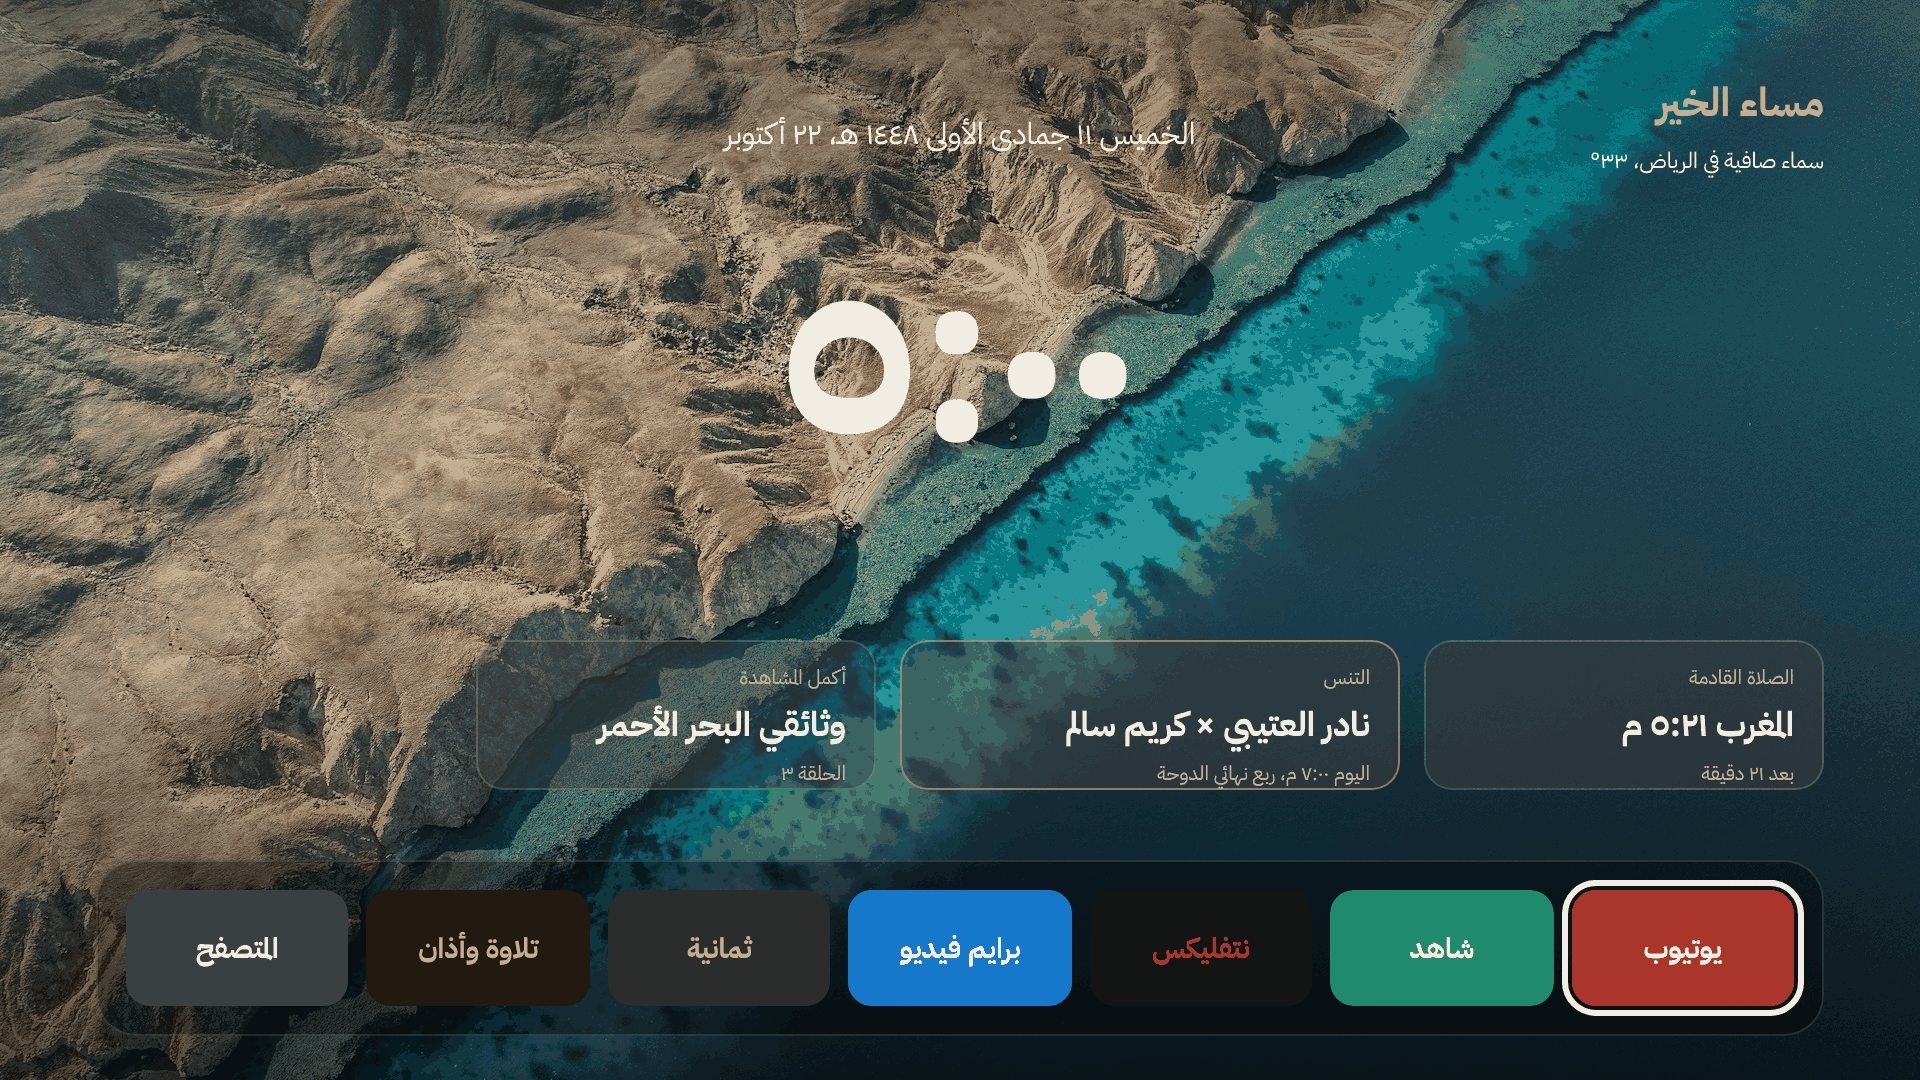 مساء الخير
سماء صافية في الرياض، ٣٣°
الخميس ١١ جمادى الأولى ١٤٤٨ هـ، ٢٢ أكتوبر
٥:٠٠
الصلاة القادمة
المغرب ٥:٢١ م
بعد ٢١ دقيقة
التنس
نادر العتيبي × كريم سالم
اليوم ٧:٠٠ م، ربع نهائي الدوحة
أكمل المشاهدة
وثائقي البحر الأحمر
الحلقة ٣
يوتيوب
شاهد
نتفليكس
برايم فيديو
ثمانية
تلاوة وأذان
المتصفح